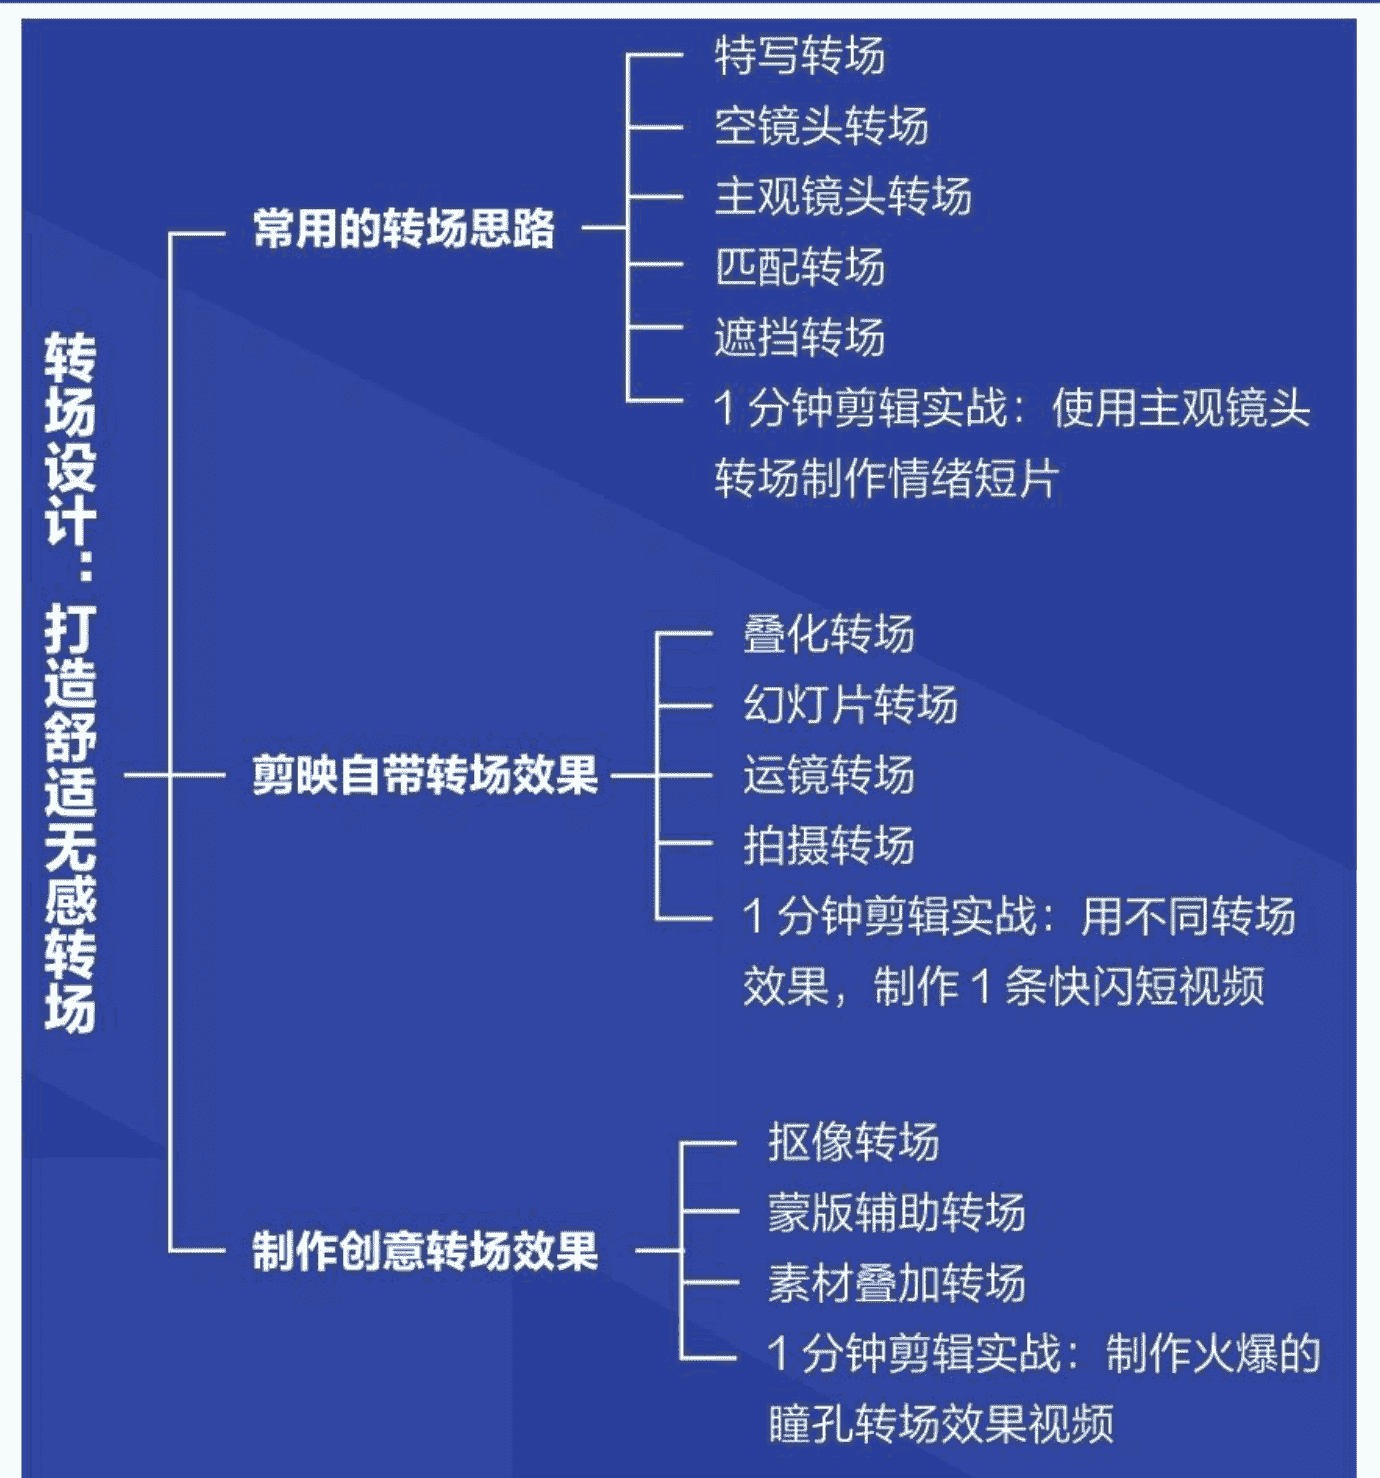 转场设计：打造舒适无感转场
常用的转场思路
特写转场
空镜头转场
主观镜头转场
匹配转场
遮挡转场
1 分钟剪辑实战：使用主观镜头
转场制作情绪短片
剪映自带转场效果
叠化转场
幻灯片转场
运镜转场
拍摄转场
1 分钟剪辑实战：用不同转场
效果，制作 1 条快闪短视频
制作创意转场效果
抠像转场
蒙版辅助转场
素材叠加转场
1 分钟剪辑实战：制作火爆的
瞳孔转场效果视频